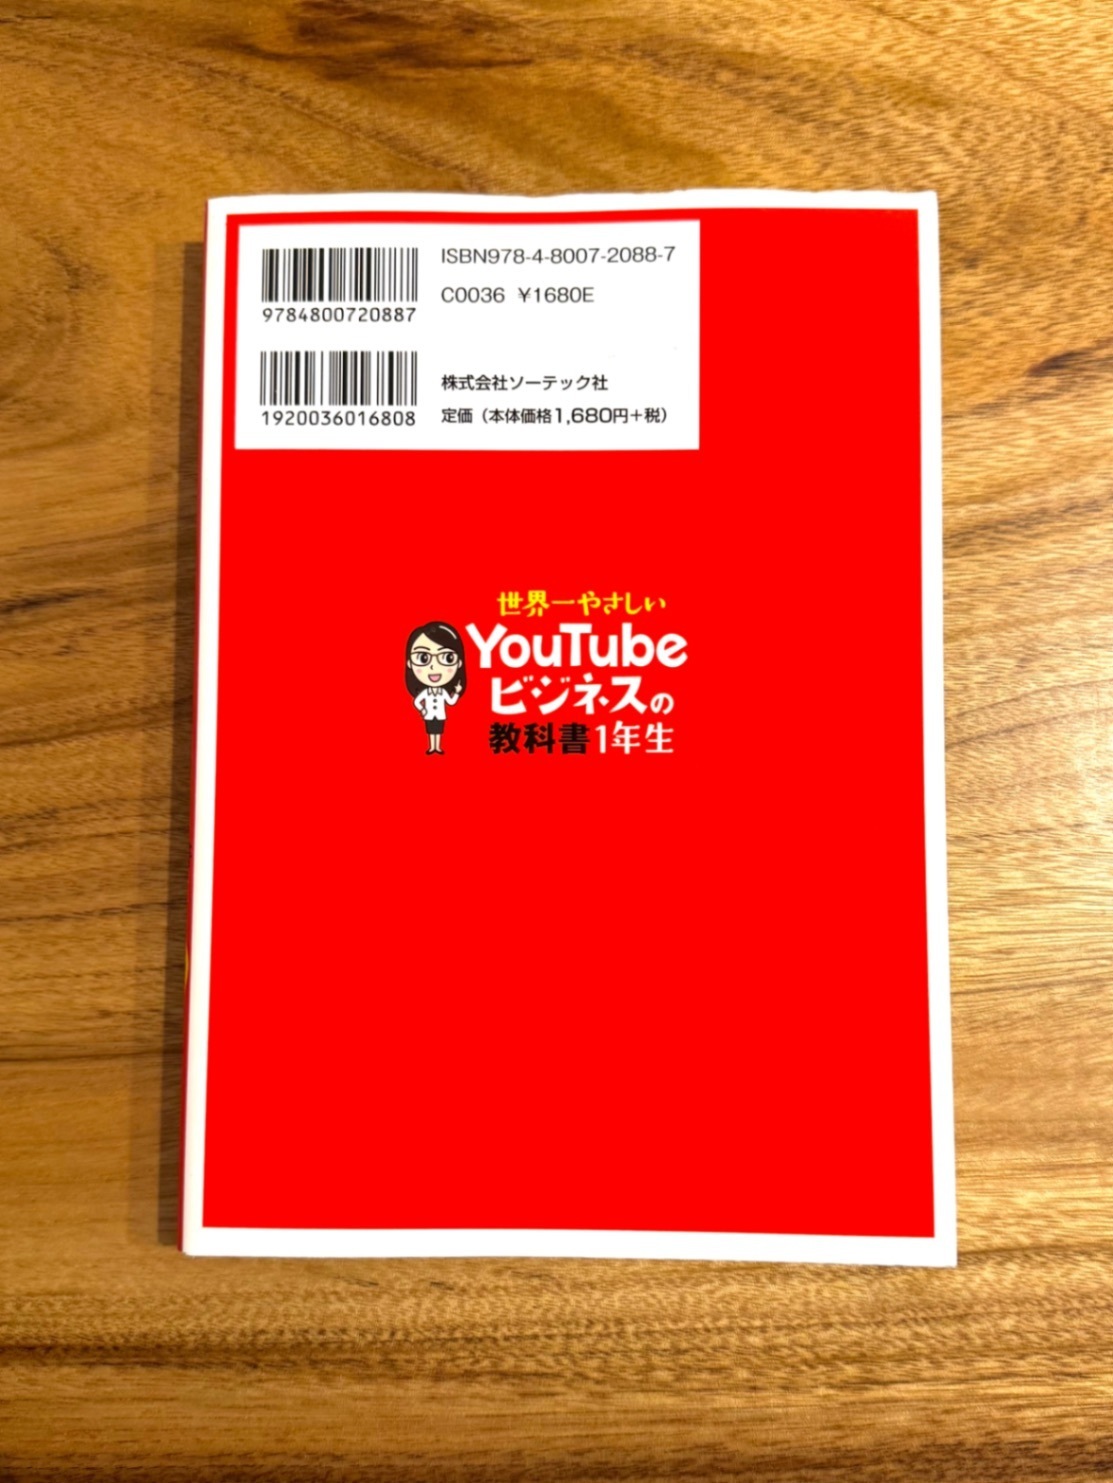 ISBN978-4-8007-2088-7
C0036 ¥1680E
9784800720887
株式会社ソーテック社
定価（本体価格1,680円+税）
1920036016808
世界一やさしい
YouTube
ビジネスの
教科書1年生